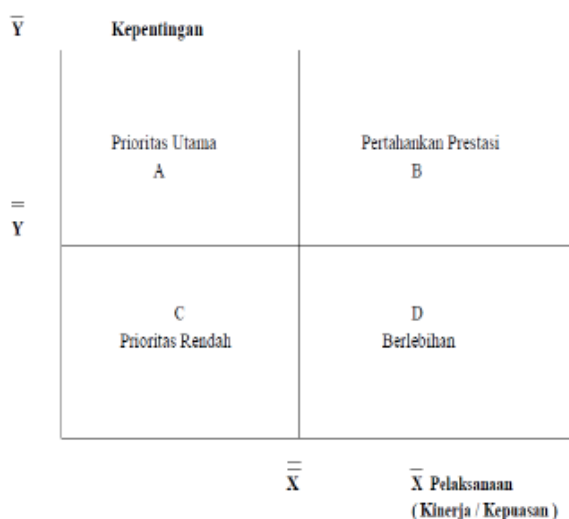 Y̅ Kepentingan
Prioritas Utama Pertahankan Prestasi
A B
Y̿
C D
Prioritas Rendah Berlebihan
X̿ X̅ Pelaksanaan
( Kinerja / Kepuasan )